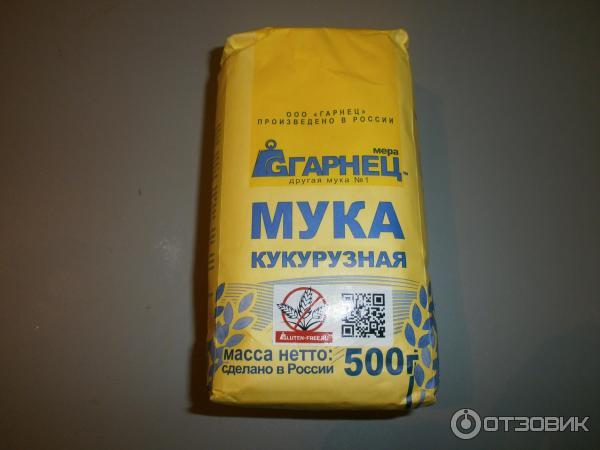 ООО «ГАРНЕЦ»
ПРОИЗВЕДЕНО В РОССИИ
мера
ГАРНЕЦ™
другая мука №1
МУКА
КУКУРУЗНАЯ
GLUTEN-FREE.RU
масса нетто: 500г
сделано в России
ОТЗОВИК